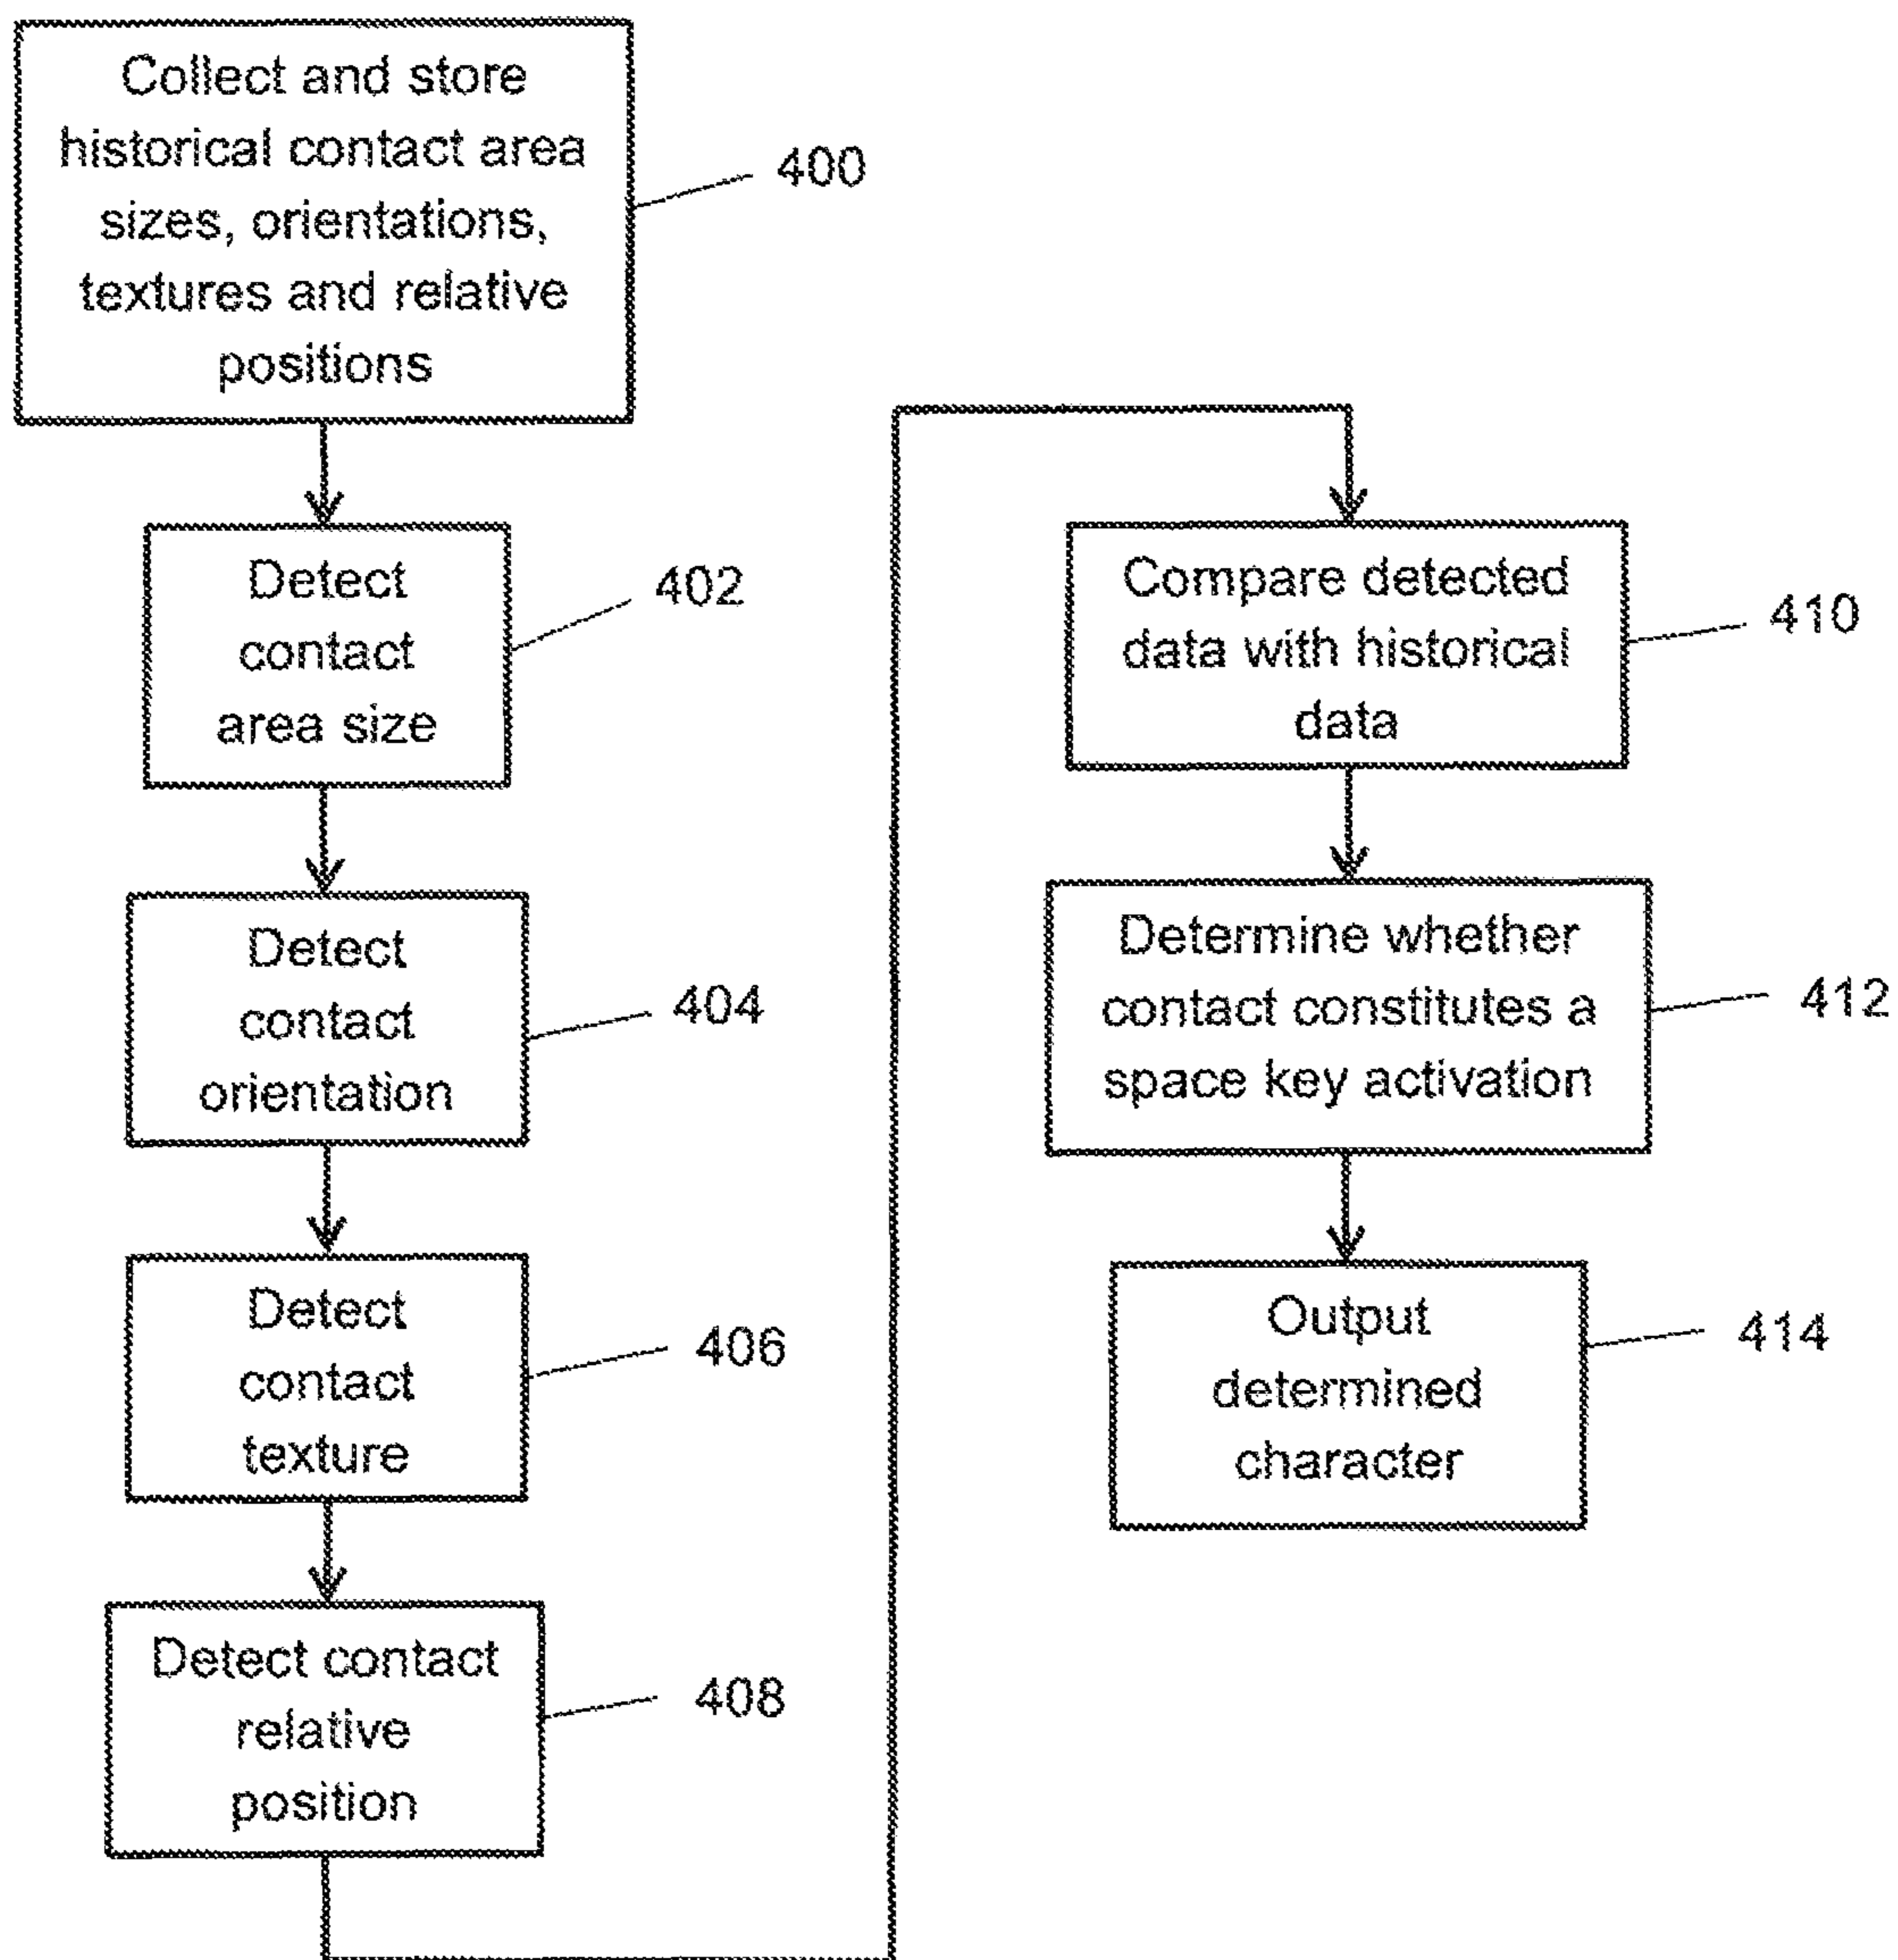 Collect and store
historical contact area
sizes, orientations,
textures and relative
positions
400
Detect
contact
area size
402
Detect
contact
orientation
404
Detect
contact
texture
406
Detect contact
relative
position
408
Compare detected
data with historical
data
410
Determine whether
contact constitutes a
space key activation
412
Output
determined
character
414